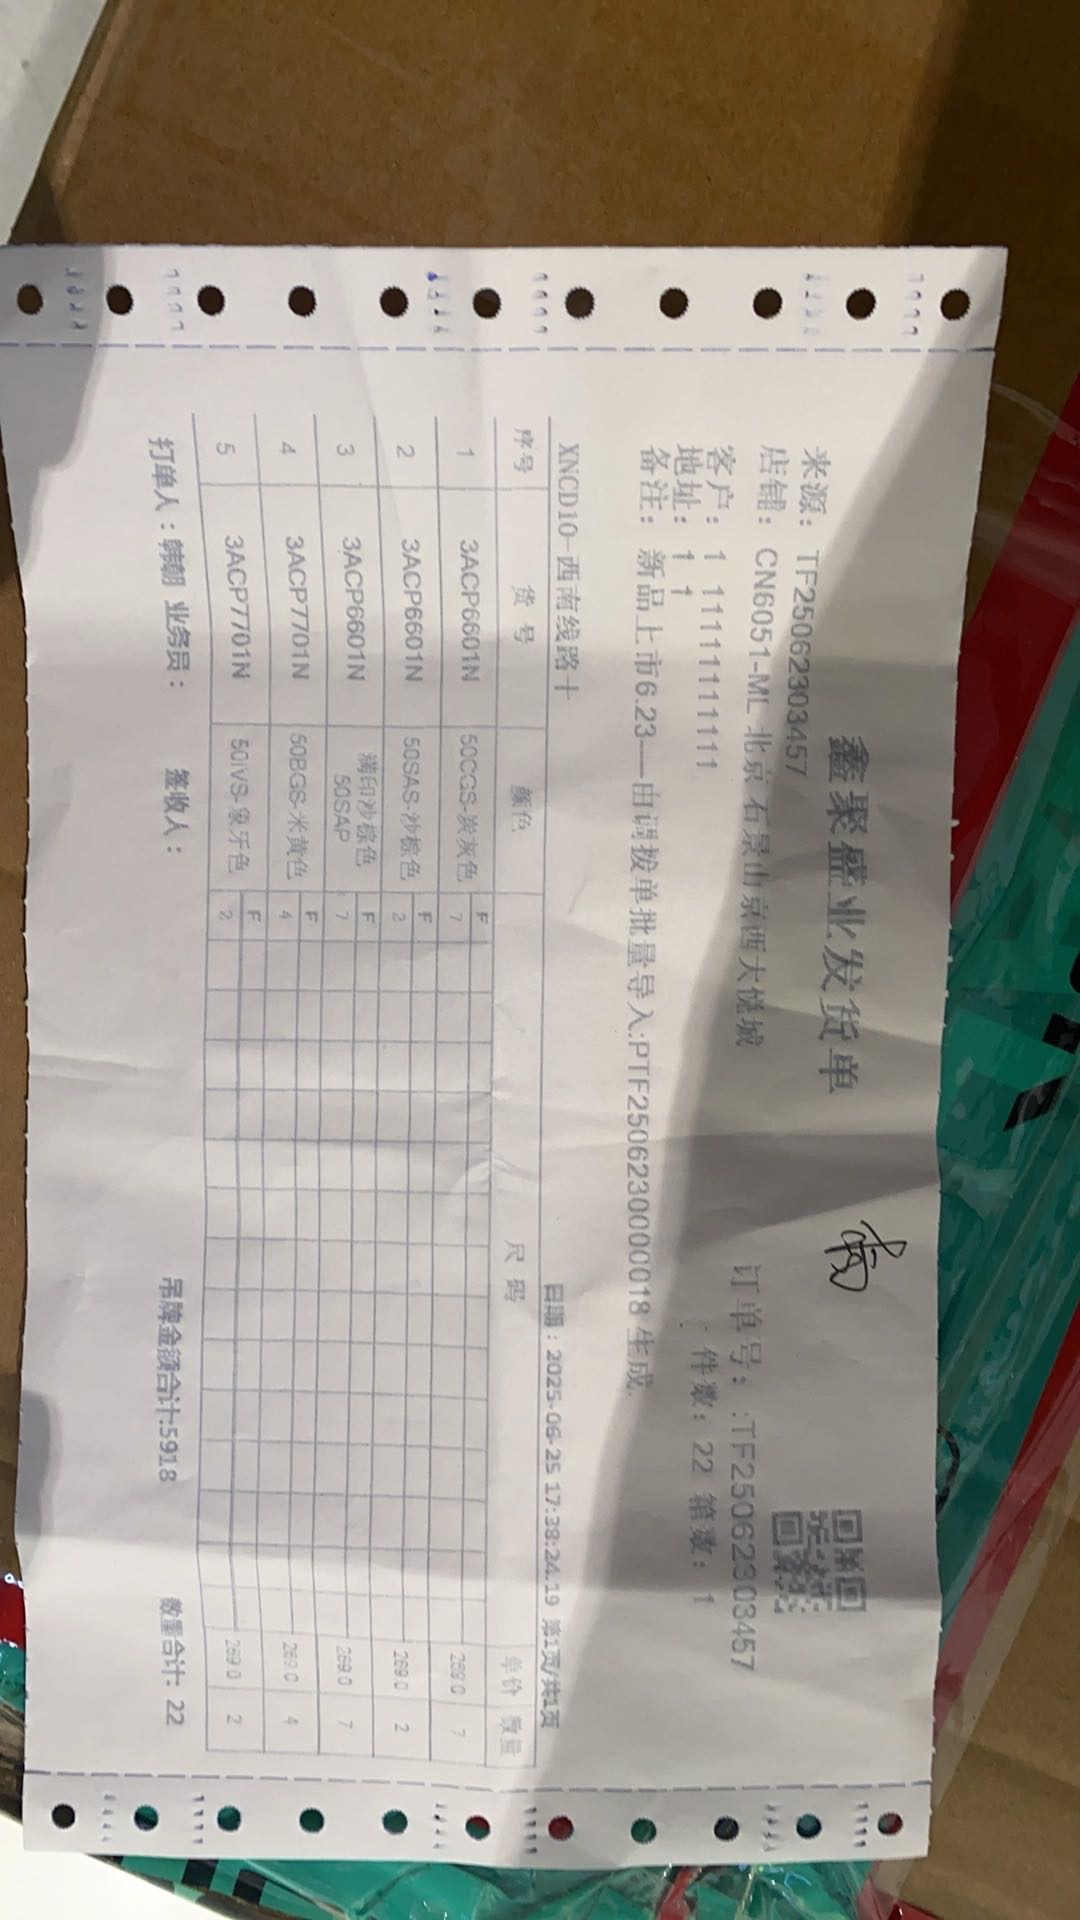 鑫聚盛业发货单
来源：TF25062303457
店铺：CN6051-ML 北京石景山京西大悦城 订单号：:TF25062303457
客户：1 11111111111 件数：22 箱数：1
地址：1 1
备注：新品上市6.23——由调拨单批量导入:PTF250623000018 生成.
XNCD10-西南线路十 日期：2025-06-25 17:38:24.19 第1页/共1页
序号 货 号 颜色 尺 码 单价 数量
1 3ACP6601N 50CGS-炭灰色 F 7 269.0 7
2 3ACP6601N 50SAS-沙棕色 F 2 269.0 2
3 3ACP6601N 满印沙棕色 50SAP F 7 269.0 7
4 3ACP7701N 50BGS-米黄色 F 4 269.0 4
5 3ACP7701N 50IVS-象牙色 F 2 269.0 2
打单人：韩朝 业务员： 签收人： 吊牌金额合计:5918 数量合计: 22